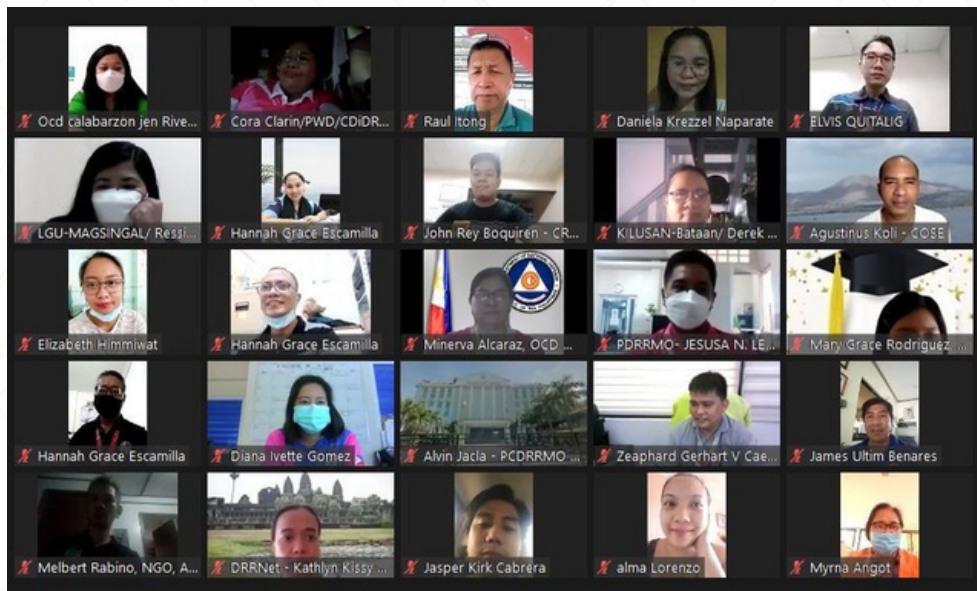 Ocd calabarzon jen Rive...
Cora Clarin/PWD/CDiDR...
Raul Itong
Daniela Krezzel Naparate
ELVIS QUITALIG
LGU-MAGSINGAL/ Ressi...
Hannah Grace Escamilla
John Rey Boquiren - CR...
KILUSAN-Bataan/ Derek ...
Agustinus Koli - COSE
Elizabeth Himmiwat
Hannah Grace Escamilla
Minerva Alcaraz, OCD ...
PDRRMO- JESUSA N. LE...
Mary Grace Rodriguez ...
Hannah Grace Escamilla
Diana Ivette Gomez
Alvin Jacla - PCDRRMO ...
Zeaphard Gerhart V Cae...
James Ultim Benares
Melbert Rabino, NGO, A...
DRRNet - Kathlyn Kissy ...
Jasper Kirk Cabrera
alma Lorenzo
Myrna Angot